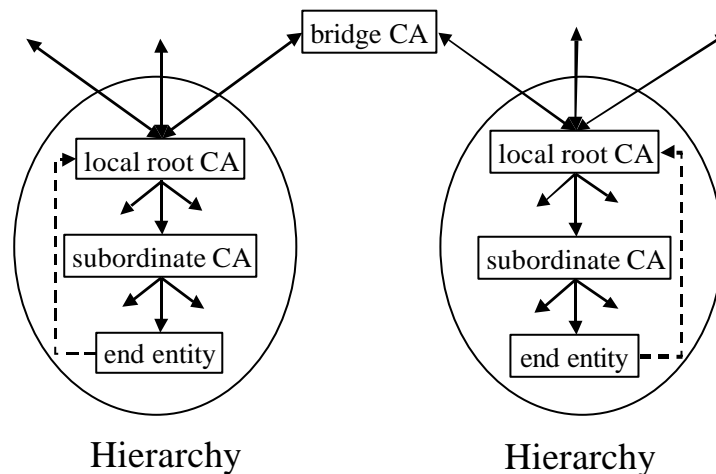 bridge CA
local root CA
subordinate CA
end entity
Hierarchy
local root CA
subordinate CA
end entity
Hierarchy